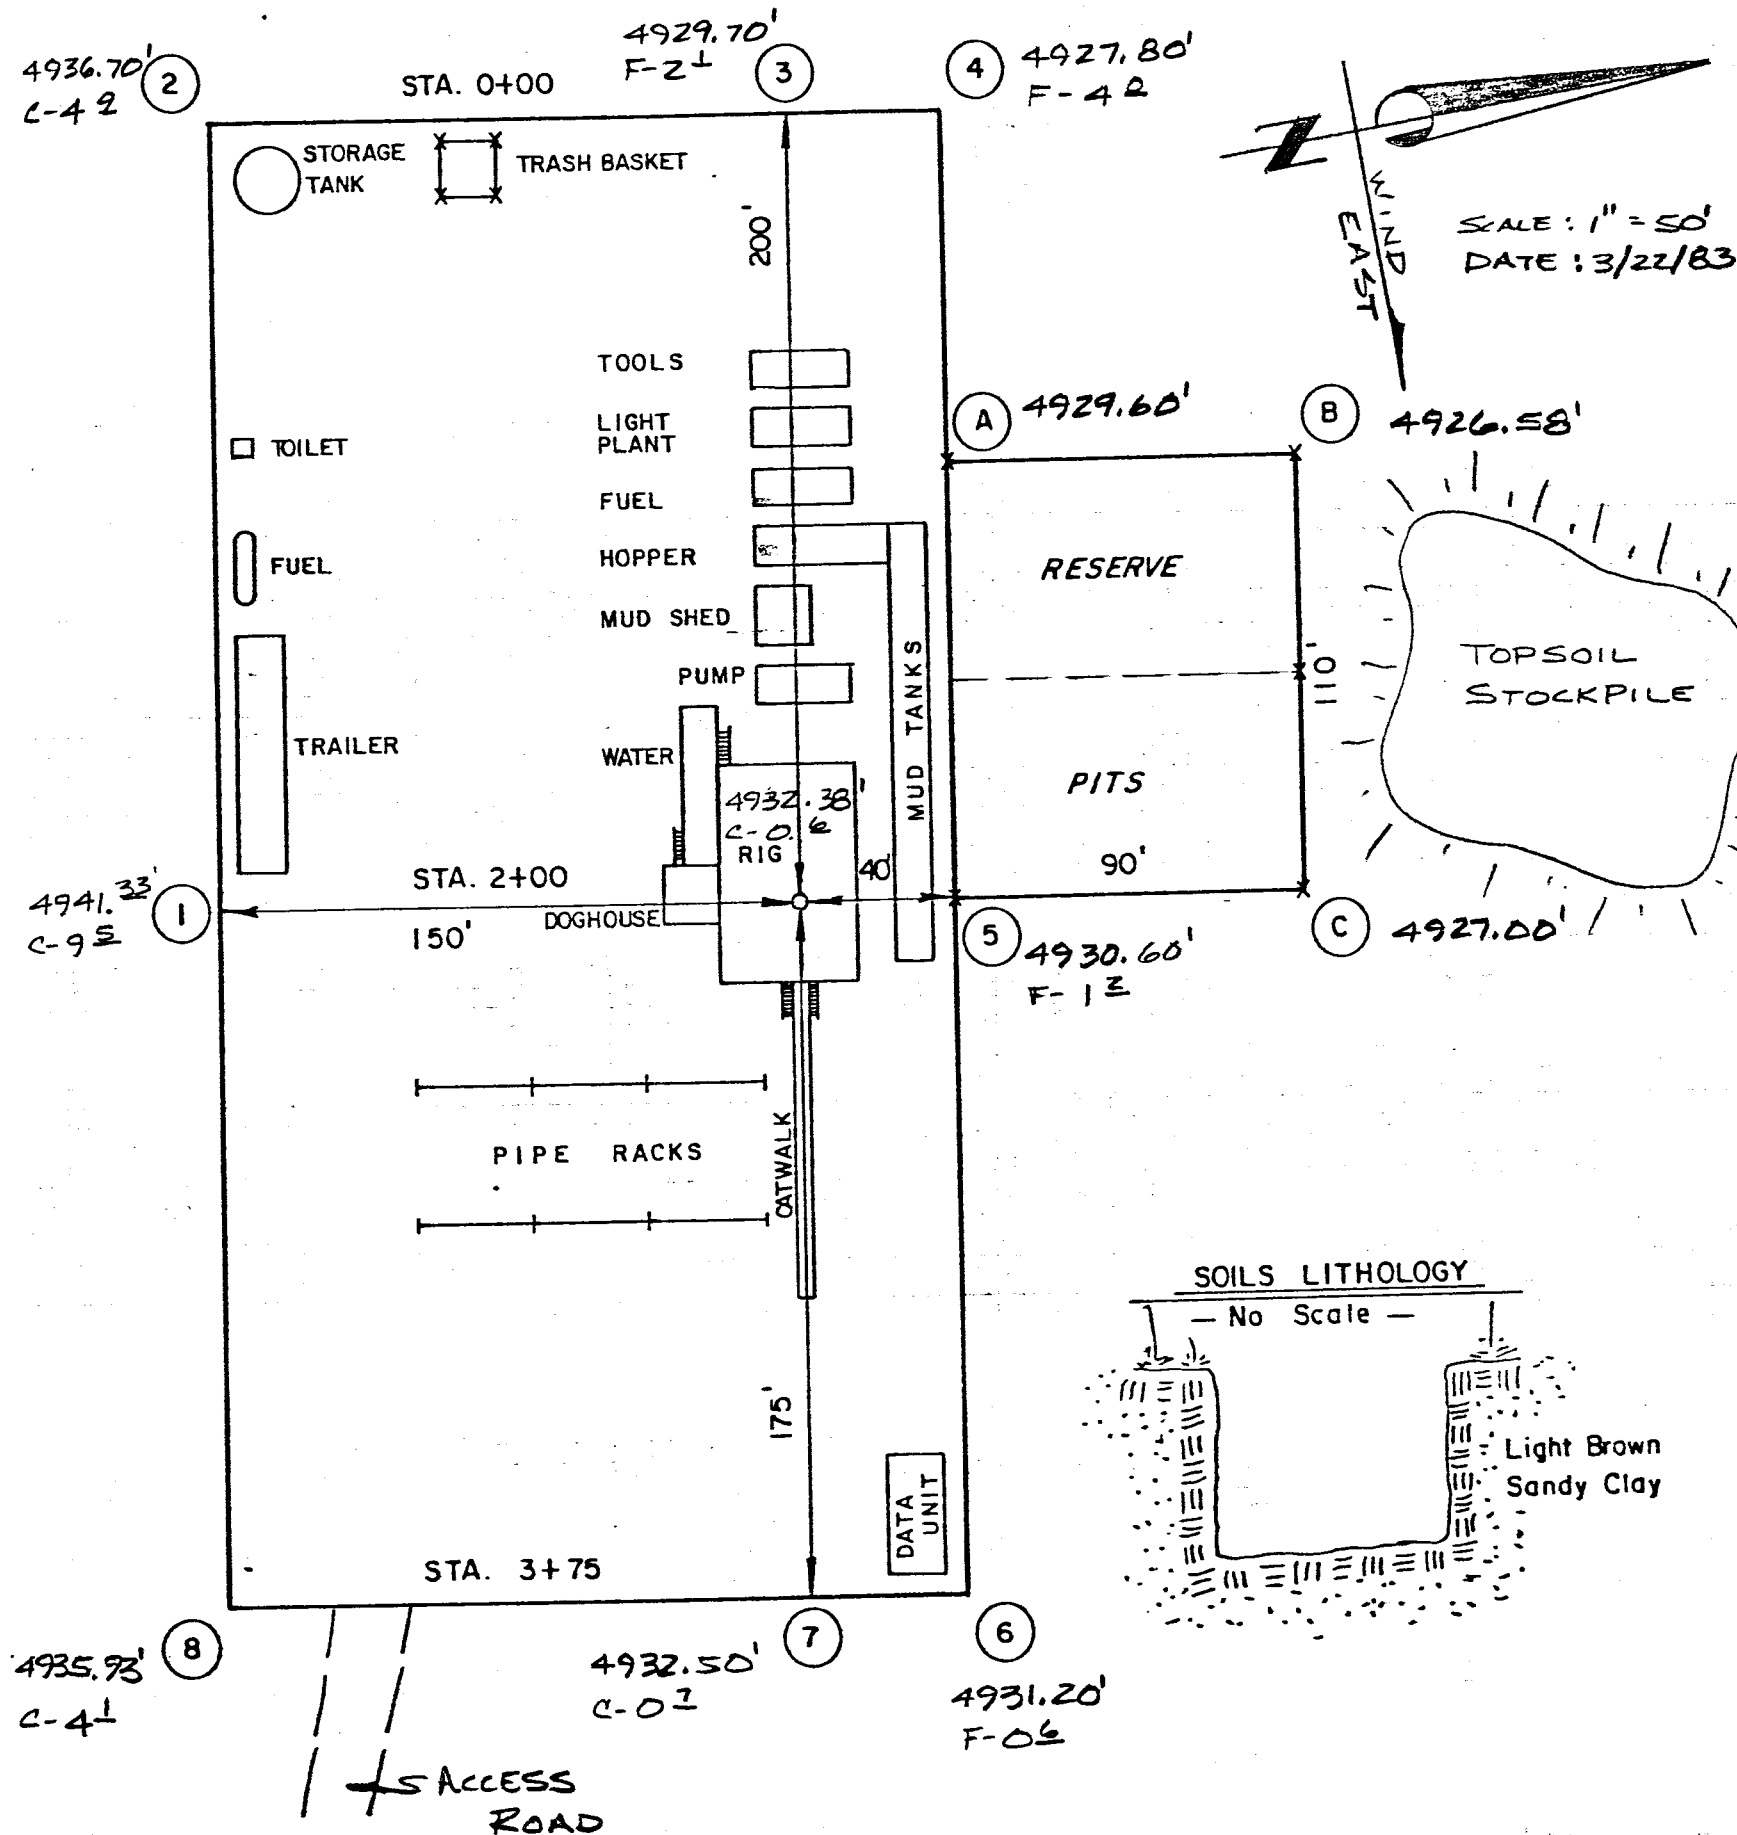 4936.70'
C-4 2
2
STA. 0+00
4929.70'
F-2 1
3
4
4927.80'
F-4 0
STORAGE
TANK
TRASH BASKET
200'
WIND
EAST
SCALE: 1" = 50'
DATE: 3/22/83
TOOLS
LIGHT
PLANT
TOILET
FUEL
FUEL
HOPPER
MUD SHED
PUMP
MUD TANKS
TRAILER
WATER
A
4929.60'
B
4926.58'
RESERVE
PITS
110'
90'
TOPSOIL
STOCKPILE
4932.38'
C-0.6
RIG
40'
4941.33'
C-9 5
1
STA. 2+00
150'
DOGHOUSE
5
4930.60'
F-1 2
C
4927.00'
PIPE RACKS
CATWALK
175'
DATA
UNIT
STA. 3+75
SOILS LITHOLOGY
— No Scale —
Light Brown
Sandy Clay
8
4935.93'
C-4 1
7
4932.50'
C-0 7
6
4931.20'
F-0 6
ACCESS
ROAD